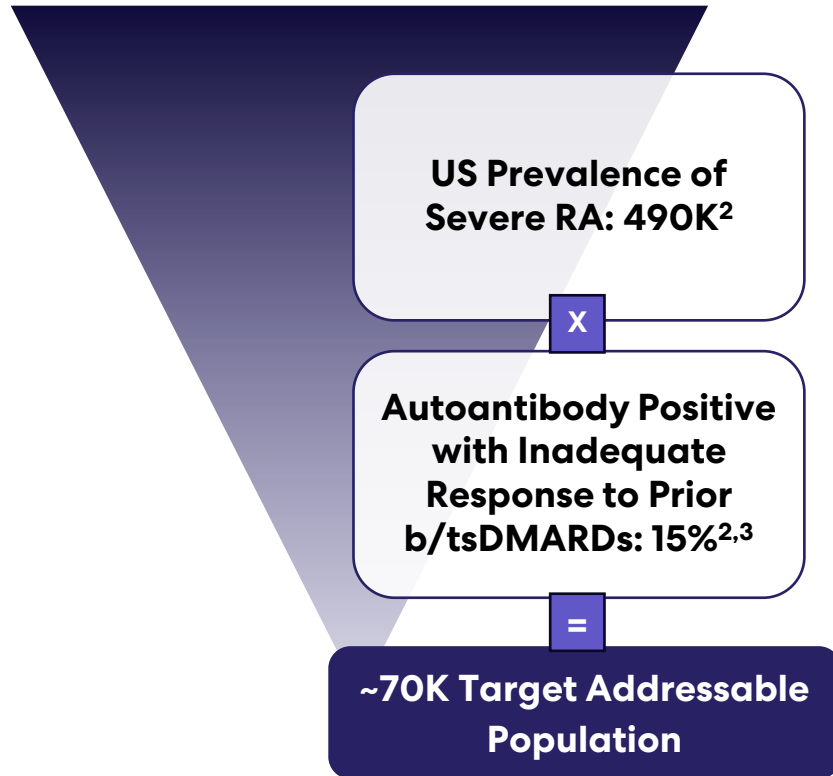 US Prevalence of
Severe RA: 490K²
X
Autoantibody Positive
with Inadequate
Response to Prior
b/tsDMARDs: 15%²,³
=
~70K Target Addressable
Population